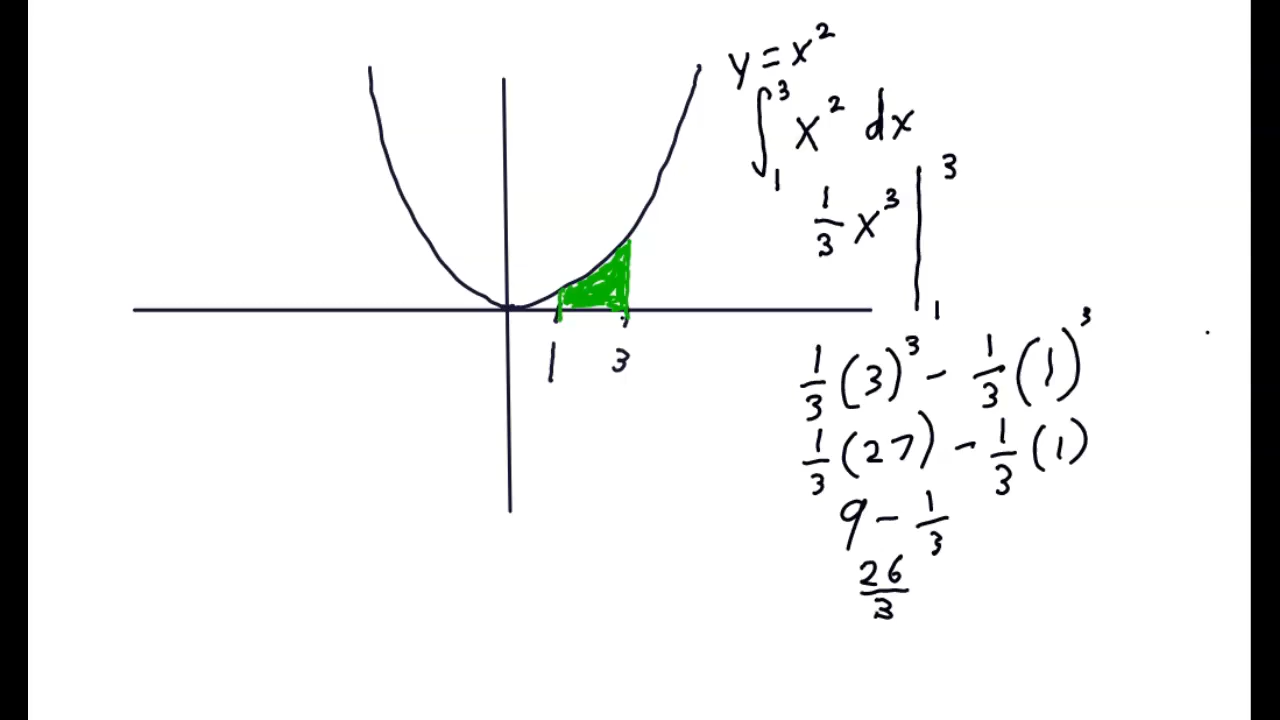 y = x²
∫₁³ x² dx
1/3 x³ |₁³
1/3 (3)³ - 1/3 (1)³
1/3 (27) - 1/3 (1)
9 - 1/3
26/3
1 3